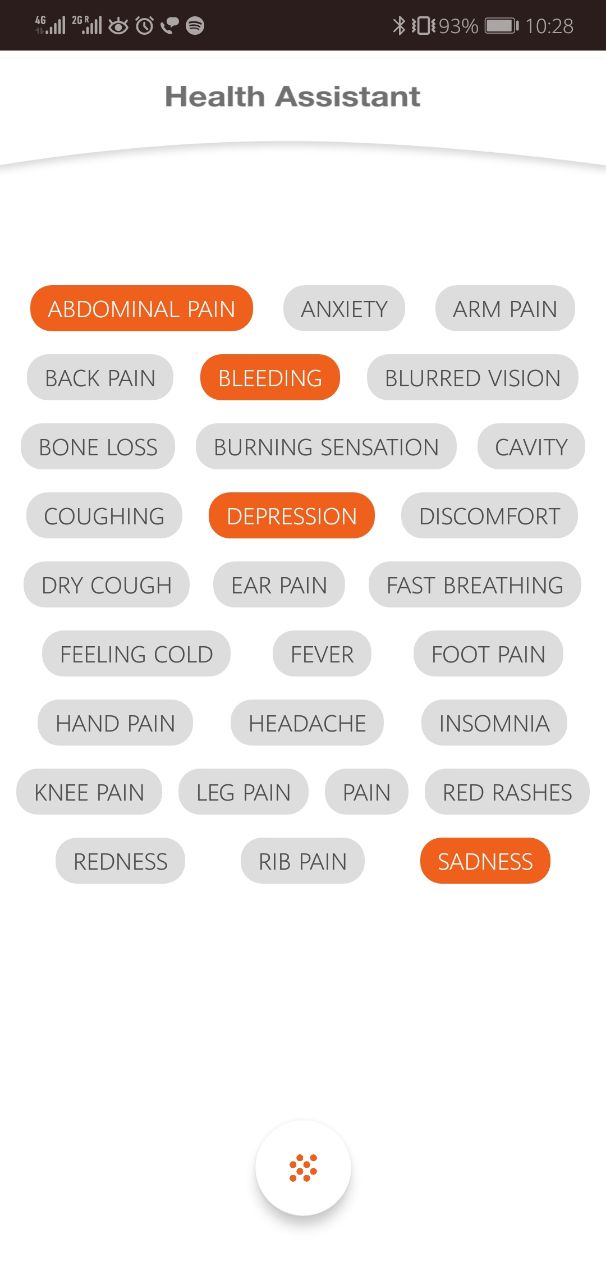 4G 2G R 93% 10:28
Health Assistant
ABDOMINAL PAIN ANXIETY ARM PAIN
BACK PAIN BLEEDING BLURRED VISION
BONE LOSS BURNING SENSATION CAVITY
COUGHING DEPRESSION DISCOMFORT
DRY COUGH EAR PAIN FAST BREATHING
FEELING COLD FEVER FOOT PAIN
HAND PAIN HEADACHE INSOMNIA
KNEE PAIN LEG PAIN PAIN RED RASHES
REDNESS RIB PAIN SADNESS